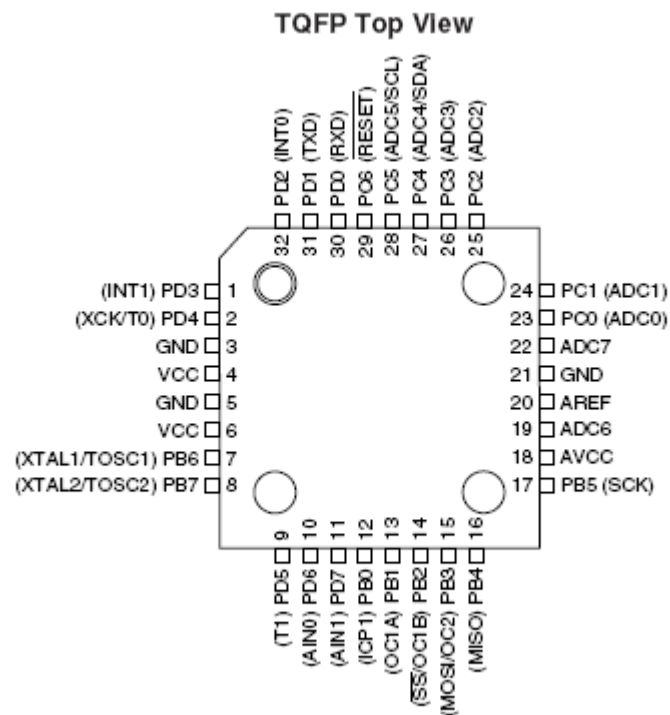 TQFP Top View
PD2 (INT0)
PD1 (TXD)
PD0 (RXD)
PC6 (RESET)
PC5 (ADC5/SCL)
PC4 (ADC4/SDA)
PC3 (ADC3)
PC2 (ADC2)
32
31
30
29
28
27
26
25
(INT1) PD3 1
(XCK/T0) PD4 2
GND 3
VCC 4
GND 5
VCC 6
(XTAL1/TOSC1) PB6 7
(XTAL2/TOSC2) PB7 8
24 PC1 (ADC1)
23 PC0 (ADC0)
22 ADC7
21 GND
20 AREF
19 ADC6
18 AVCC
17 PB5 (SCK)
9
10
11
12
13
14
15
16
(T1) PD5
(AIN0) PD6
(AIN1) PD7
(ICP1) PB0
(OC1A) PB1
(SS/OC1B) PB2
(MOSI/OC2) PB3
(MISO) PB4